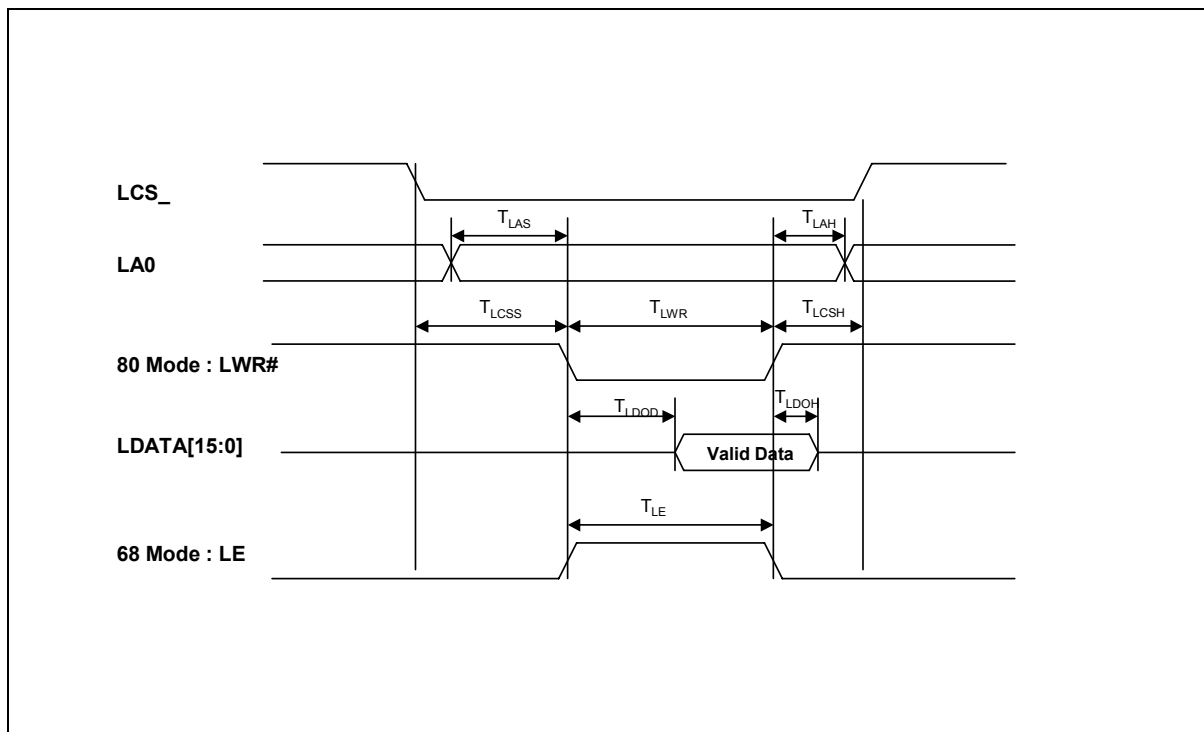 LCS_
TLAS
TLAH
LA0
TLCSS
TLWR
TLCSH
80 Mode : LWR#
TLDOD
TLDOH
LDATA[15:0]
Valid Data
TLE
68 Mode : LE